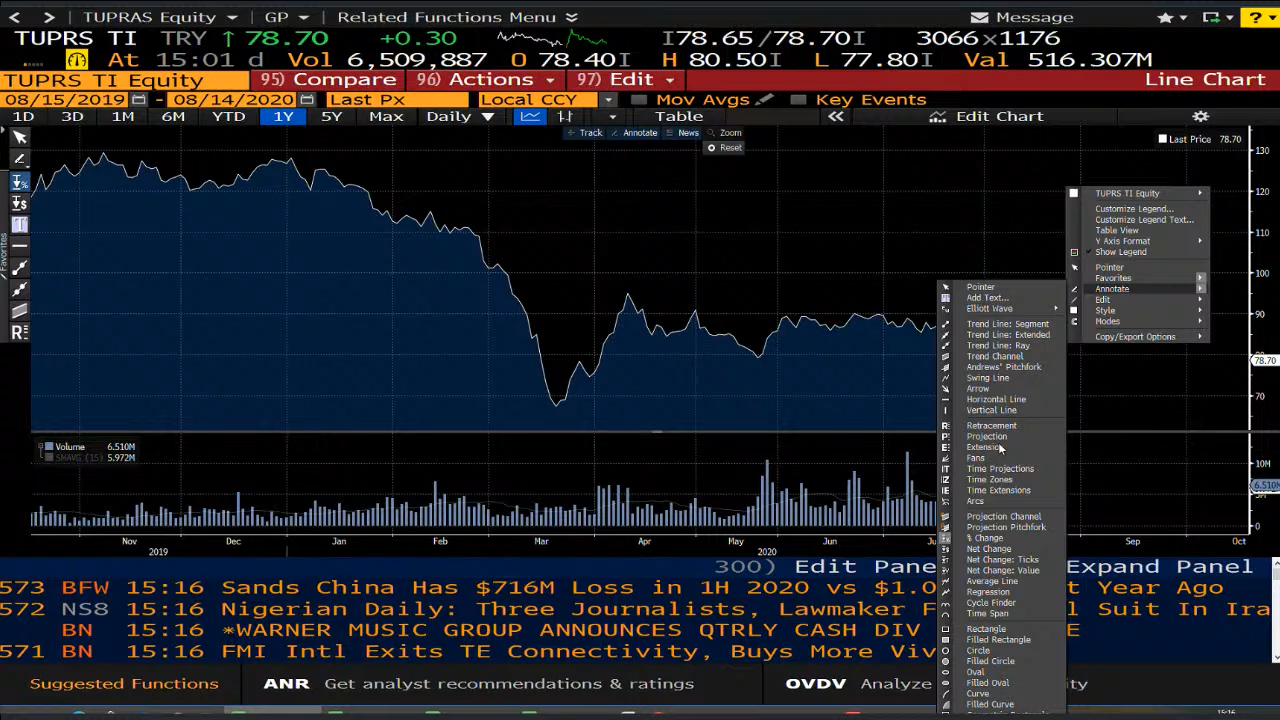 TUPRAS Equity GP Related Functions Menu Message
TUPRS TI TRY 78.70 +0.30 I78.65/78.70I 3066x1176
At 15:01 d Vol 6,509,887 O 78.40I H 80.50I L 77.80I Val 516.307M
TUPRS TI Equity 95) Compare 96) Actions 97) Edit Line Chart
08/15/2019 - 08/14/2020 Last Px Local CCY Mov Avgs Key Events
1D 3D 1M 6M YTD 1Y 5Y Max Daily Table Edit Chart
Track Annotate News Zoom
Reset
Last Price 78.70
130
120
110
100
90
80
78.70
70
Favorites
TUPRS TI Equity
Customize Legend...
Customize Legend Text...
Table View
Y Axis Format
Show Legend
Pointer
Favorites
Annotate
Edit
Style
Modes
Copy/Export Options
Pointer
Add Text...
Elliott Wave
Trend Line: Segment
Trend Line: Extended
Trend Line: Ray
Trend Channel
Andrews' Pitchfork
Swing Line
Arrow
Horizontal Line
Vertical Line
Retracement
Projection
Fans
Time Projections
Time Zones
Time Extensions
Arcs
Projection Channel
Projection Pitchfork
% Change
Net Change
Net Change: Ticks
Net Change: Value
Average Line
Regression
Cycle Finder
Time Span
Rectangle
Filled Rectangle
Circle
Filled Circle
Oval
Filled Oval
Curve
Filled Curve
Volume 6.510M
SMAVG (15) 5.972M
10M
6.510M
0
Nov Dec Jan Feb Mar Apr May Jun Sep Oct
2019 2020
300) Edit Expand Panel
573 BFW 15:16 Sands China Has $716M Loss in 1H 2020 vs Year Ago
572 NS8 15:16 Nigerian Daily: Three Journalists, Lawmaker Suit In
BN 15:16 *WARNER MUSIC GROUP ANNOUNCES QTRLY CASH DIV
571 BN 15:16 FMI Intl Exits TE Connectivity, Buys More
Suggested Functions ANR Get analyst recommendations & ratings OVDV Analyze
15:16